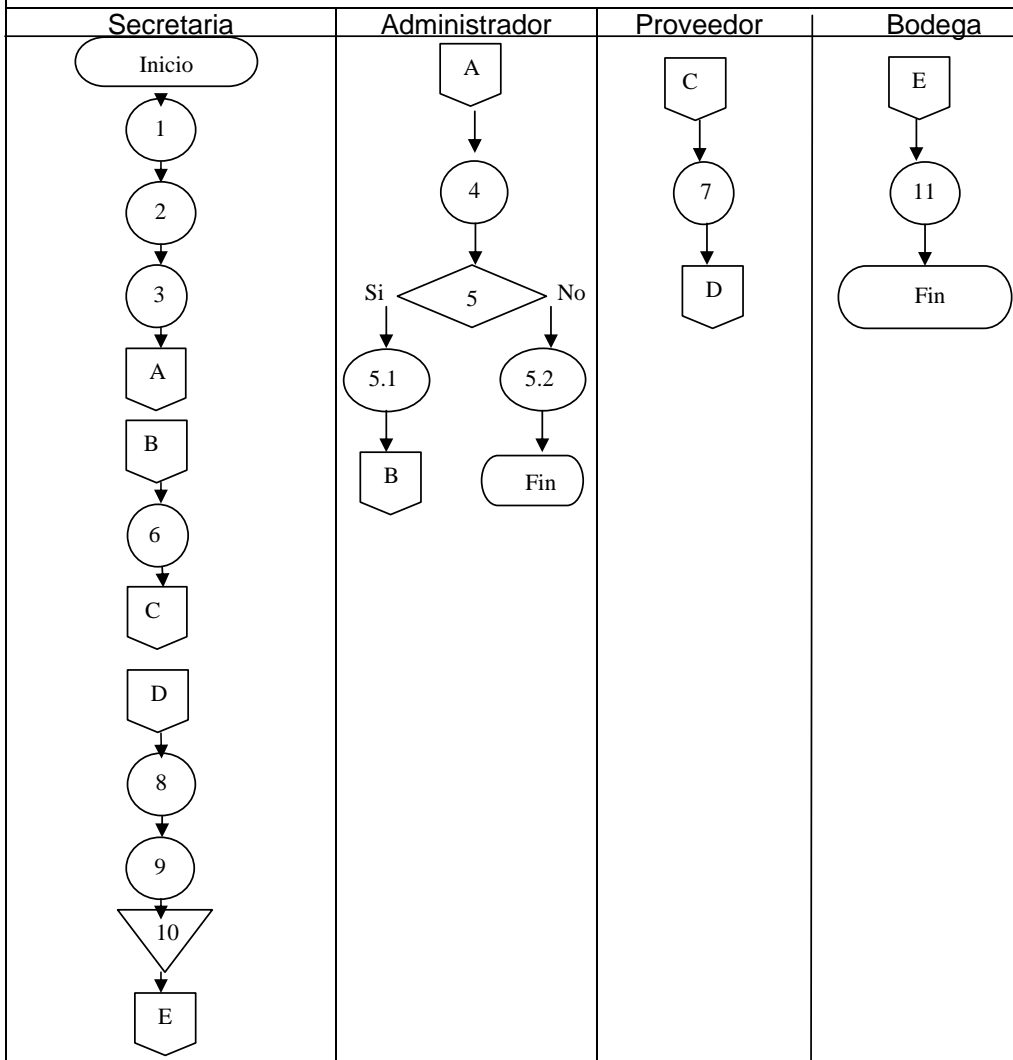 Secretaria
Administrador
Proveedor
Bodega
Inicio
1
2
3
A
B
6
C
D
8
9
10
E
A
4
5
Si
No
5.1
5.2
B
Fin
C
7
D
E
11
Fin